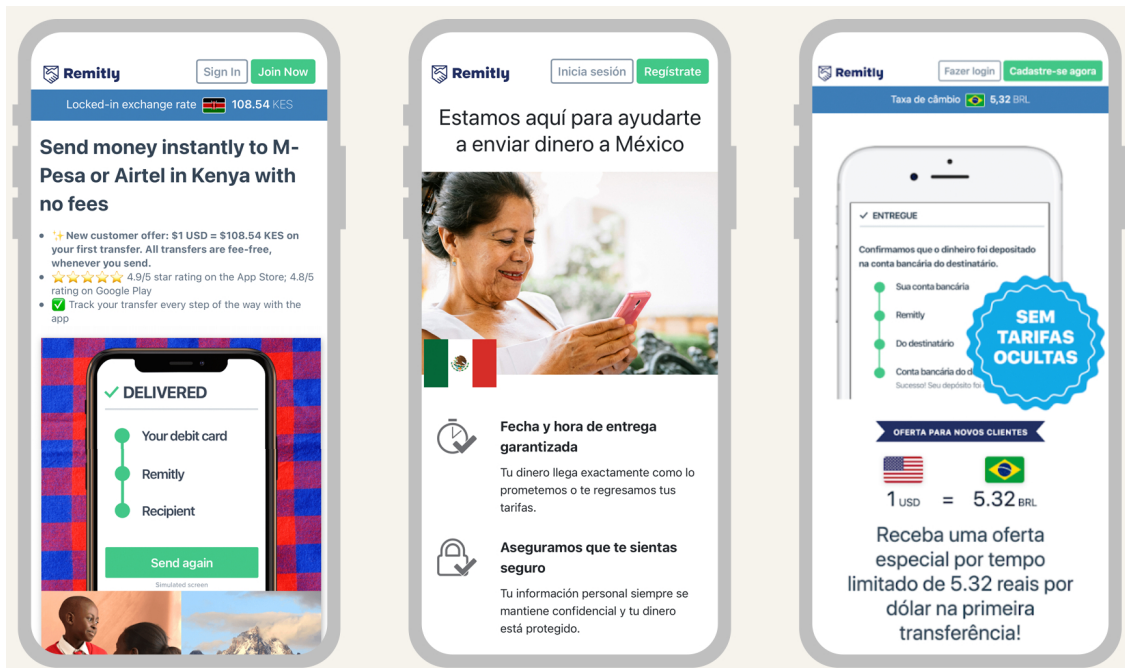 Remitly
Sign In
Join Now
Locked-in exchange rate 108.54 KES
Send money instantly to M-
Pesa or Airtel in Kenya with
no fees
New customer offer: $1 USD = $108.54 KES on
your first transfer. All transfers are fee-free,
whenever you send.
4.9/5 star rating on the App Store; 4.8/5
rating on Google Play
Track your transfer every step of the way with the
app
DELIVERED
Your debit card
Remitly
Recipient
Send again
Simulated screen
Remitly
Inicia sesión
Regístrate
Estamos aquí para ayudarte
a enviar dinero a México
Fecha y hora de entrega
garantizada
Tu dinero llega exactamente como lo
prometemos o te regresamos tus
tarifas.
Aseguramos que te sientas
seguro
Tu información personal siempre se
mantiene confidencial y tu dinero
está protegido.
Remitly
Fazer login
Cadastre-se agora
Taxa de câmbio 5,32 BRL
ENTREGUE
Confirmamos que o dinheiro foi depositado
na conta bancária do destinatário.
Sua conta bancária
Remitly
Do destinatário
Conta bancária do d
Sucesso! Seu depósito foi
SEM
TARIFAS
OCULTAS
OFERTA PARA NOVOS CLIENTES
1 USD = 5.32 BRL
Receba uma oferta
especial por tempo
limitado de 5.32 reais por
dólar na primeira
transferência!